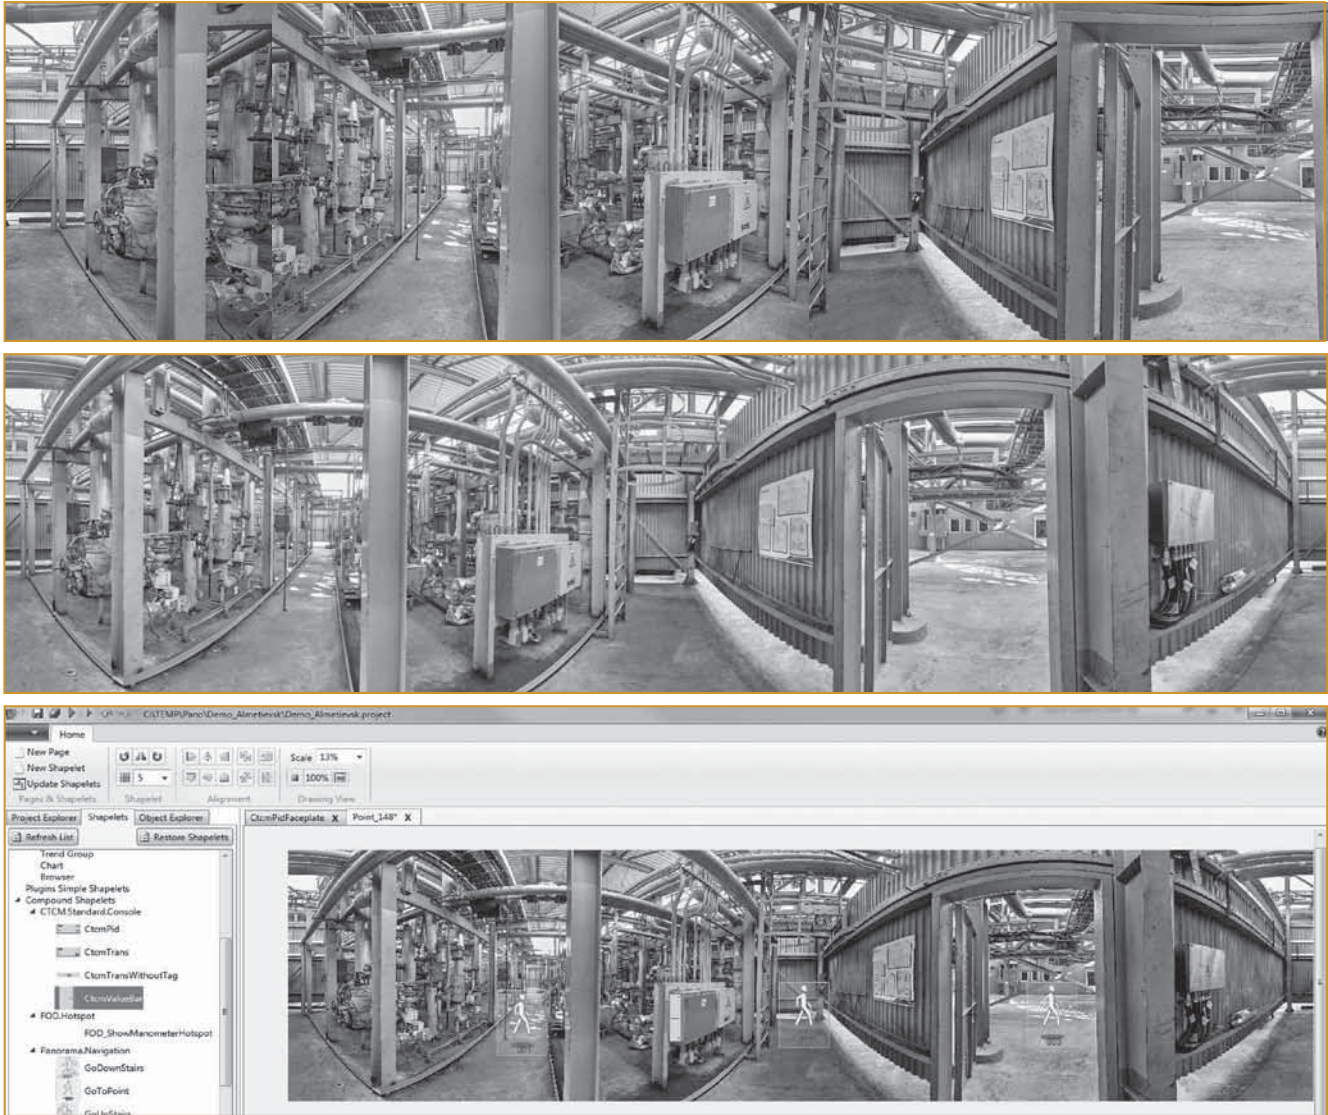 C:\TEMP\Pano\Demo_Almetievsk\Demo_Almetievsk.project
Home
New Page
New Shapelet
Update Shapelets
5
Scale 13%
100%
Pages & Shapelets
Shapelet
Alignment
Drawing View
Project Explorer
Shapelets
Object Explorer
CtcmPidFaceplate X
Point_148* X
Refresh List
Restore Shapelets
Trend Group
Chart
Browser
Plugins Simple Shapelets
Compound Shapelets
CTCM.Standard.Console
CtcmPid
CtcmTrans
CtcmTransWithoutTag
CtcmValueBar
FOD.Hotspot
FOD_ShowManometerHotspot
Panorama.Navigation
GoDownStairs
GoToPoint
GoUpStairs